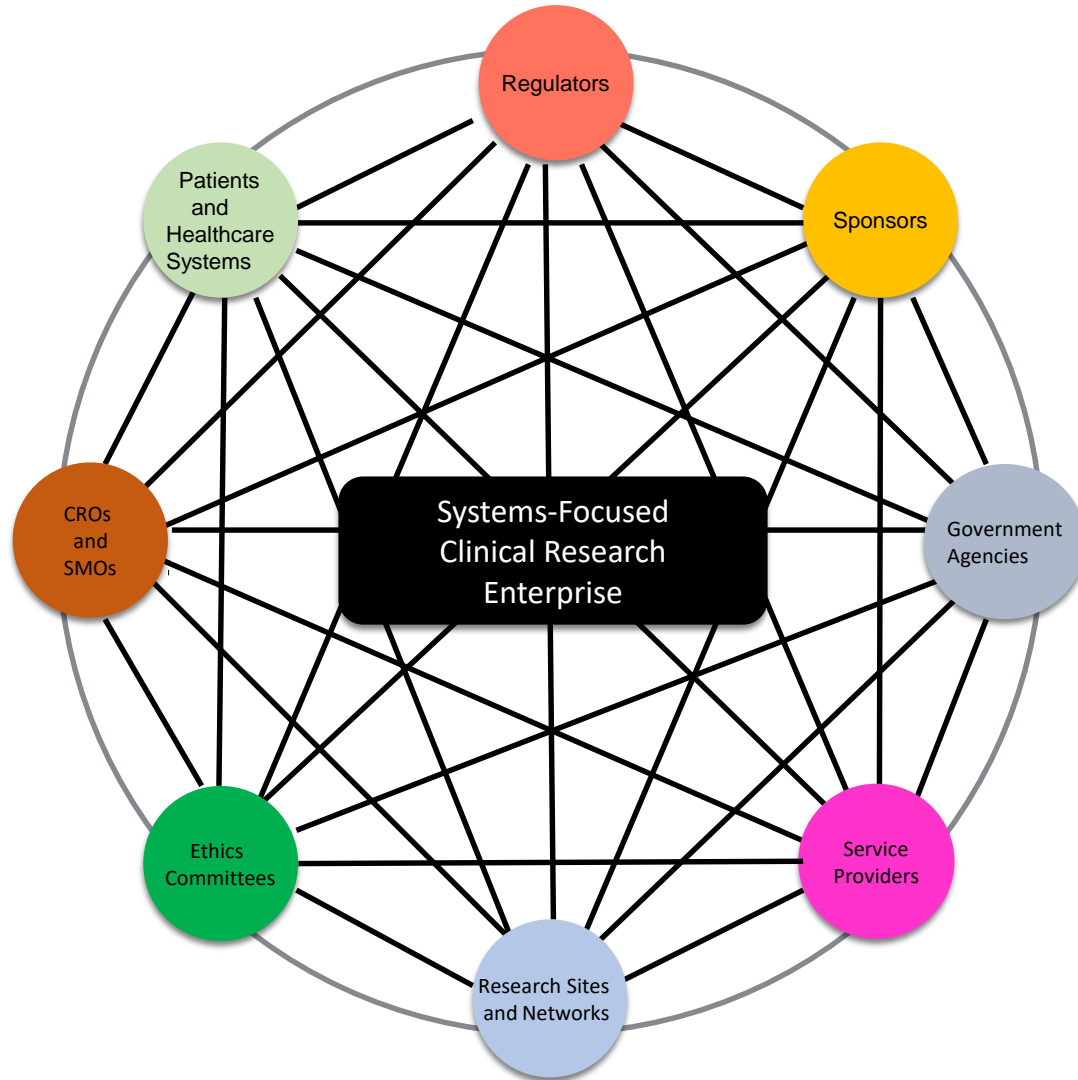 Regulators
Patients
and
Healthcare
Systems
Sponsors
CROs
and
SMOs
Systems-Focused
Clinical Research
Enterprise
Government
Agencies
Ethics
Committees
Service
Providers
Research Sites
and Networks